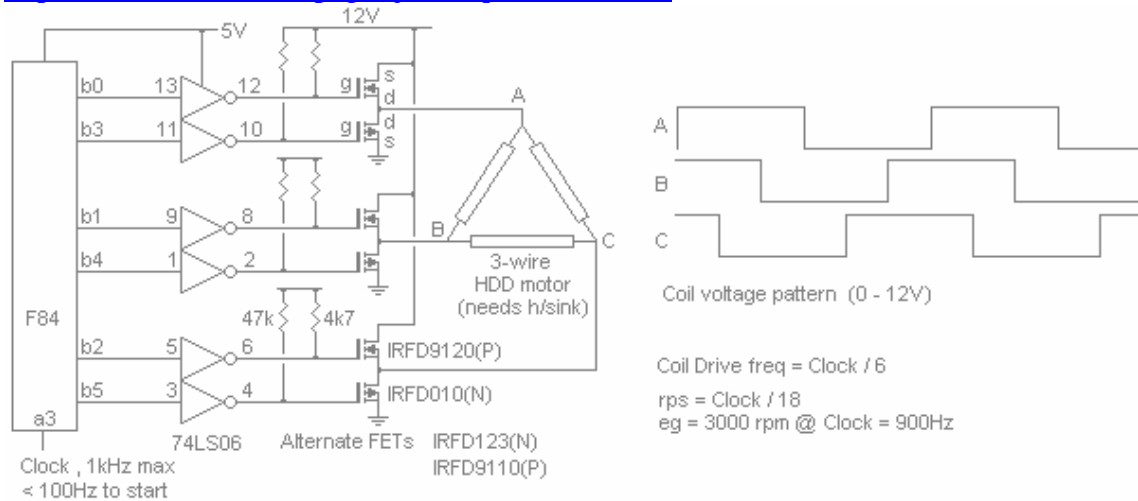 5V
12V
b0
13
12
g
s
d
b3
11
10
g
d
s
A
b1
9
8
B
C
b4
1
2
3-wire
HDD motor
(needs h/sink)
47k
4k7
F84
b2
5
6
IRFD9120(P)
b5
3
4
IRFD010(N)
a3
74LS06
Alternate FETs IRFD123(N)
IRFD9110(P)
Clock , 1kHz max
< 100Hz to start
A
B
C
Coil voltage pattern (0 - 12V)
Coil Drive freq = Clock / 6
rps = Clock / 18
eg = 3000 rpm @ Clock = 900Hz